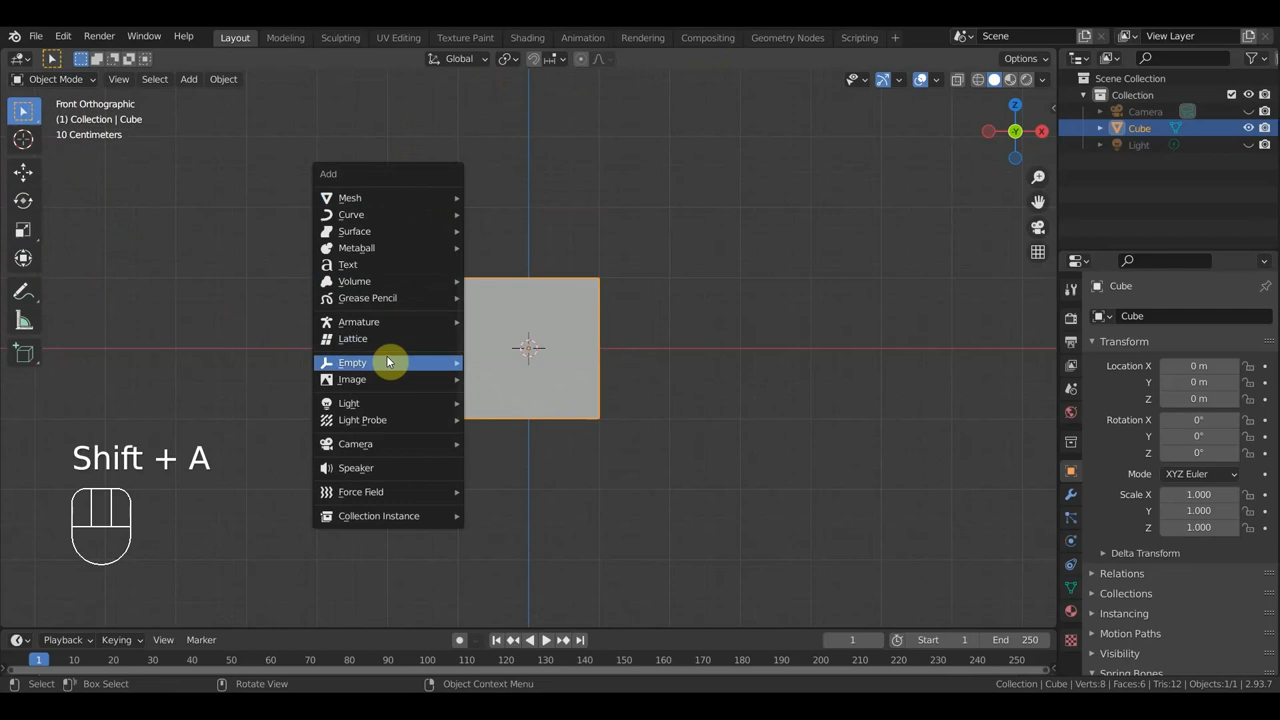 File Edit Render Window Help Layout Modeling Sculpting UV Editing Texture Paint Shading Animation Rendering Compositing Geometry Nodes Scripting + Scene View Layer
Global Options
Object Mode View Select Add Object
Scene Collection
Collection
Camera
Cube
Light
Front Orthographic
(1) Collection | Cube
10 Centimeters
Z
X
-Y
Add
Mesh
Curve
Surface
Metaball
Text
Volume
Grease Pencil
Armature
Lattice
Empty
Image
Light
Light Probe
Camera
Speaker
Force Field
Collection Instance
Shift + A
Cube
Cube
Transform
Location X 0 m
Y 0 m
Z 0 m
Rotation X 0°
Y 0°
Z 0°
Mode XYZ Euler
Scale X 1.000
Y 1.000
Z 1.000
Delta Transform
Relations
Collections
Instancing
Motion Paths
Visibility
Spring Bones
Playback Keying View Marker 1 Start 1 End 250
1 10 20 30 40 50 60 70 80 90 100 110 120 130 140 150 160 170 180 190 200 210 220 230 240 250
Select Box Select Rotate View Object Context Menu Collection | Cube | Verts:8 | Faces:6 | Tris:12 | Objects:1/1 | 2.93.7